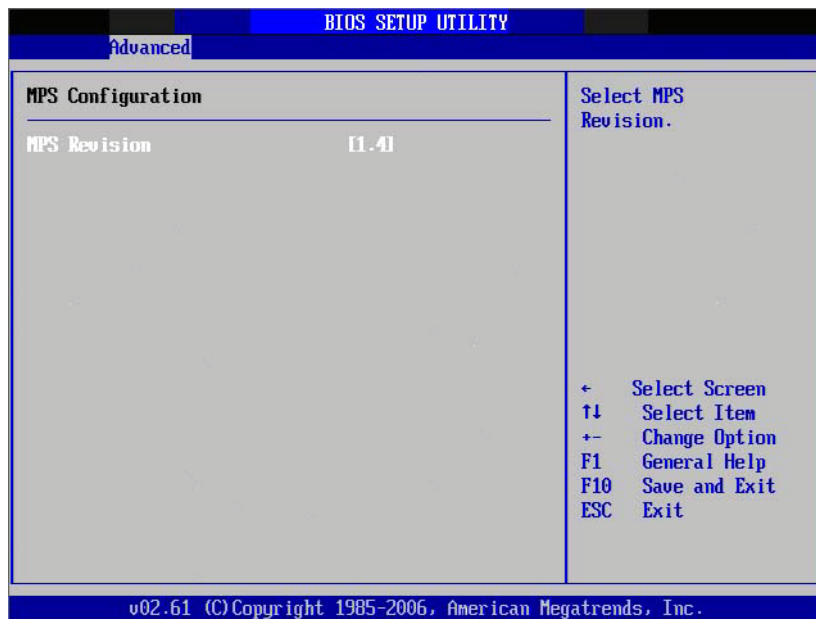 BIOS SETUP UTILITY
Advanced
MPS Configuration
MPS Revision [1.4]
Select MPS
Revision.
← Select Screen
↑↓ Select Item
+- Change Option
F1 General Help
F10 Save and Exit
ESC Exit
v02.61 (C)Copyright 1985-2006, American Megatrends, Inc.